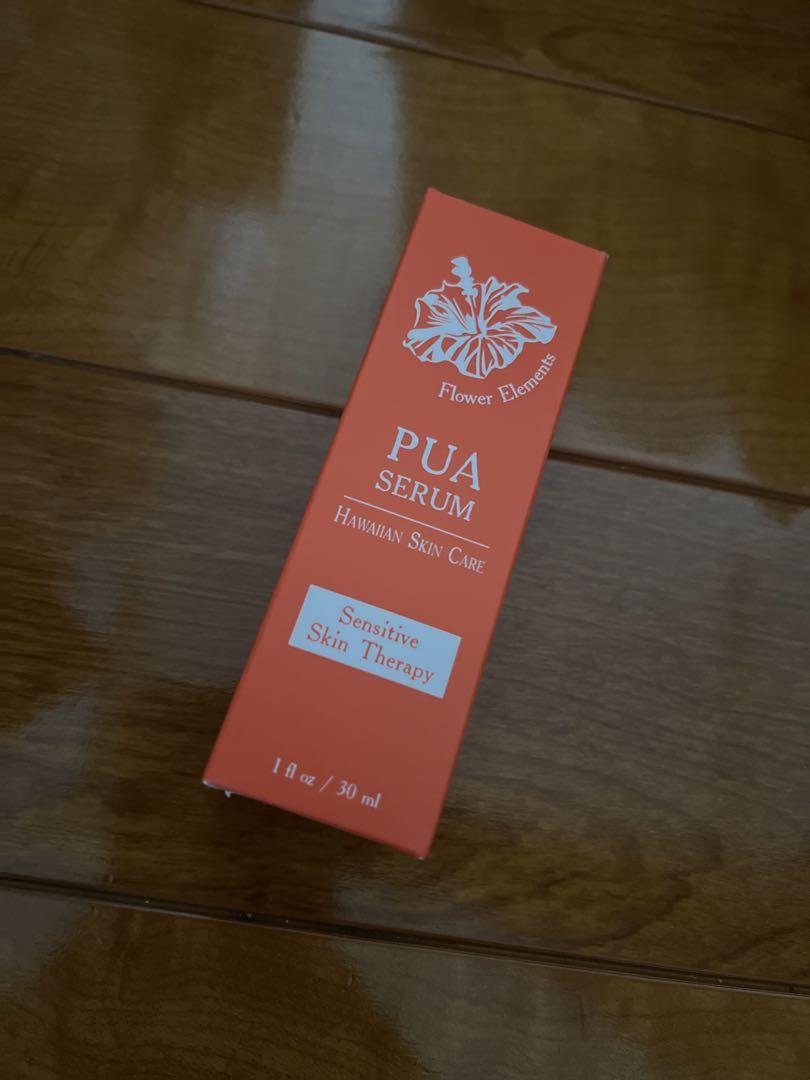 Flower Elements
PUA
SERUM
HAWAIIAN SKIN CARE
Sensitive
Skin Therapy
1 fl oz / 30 ml